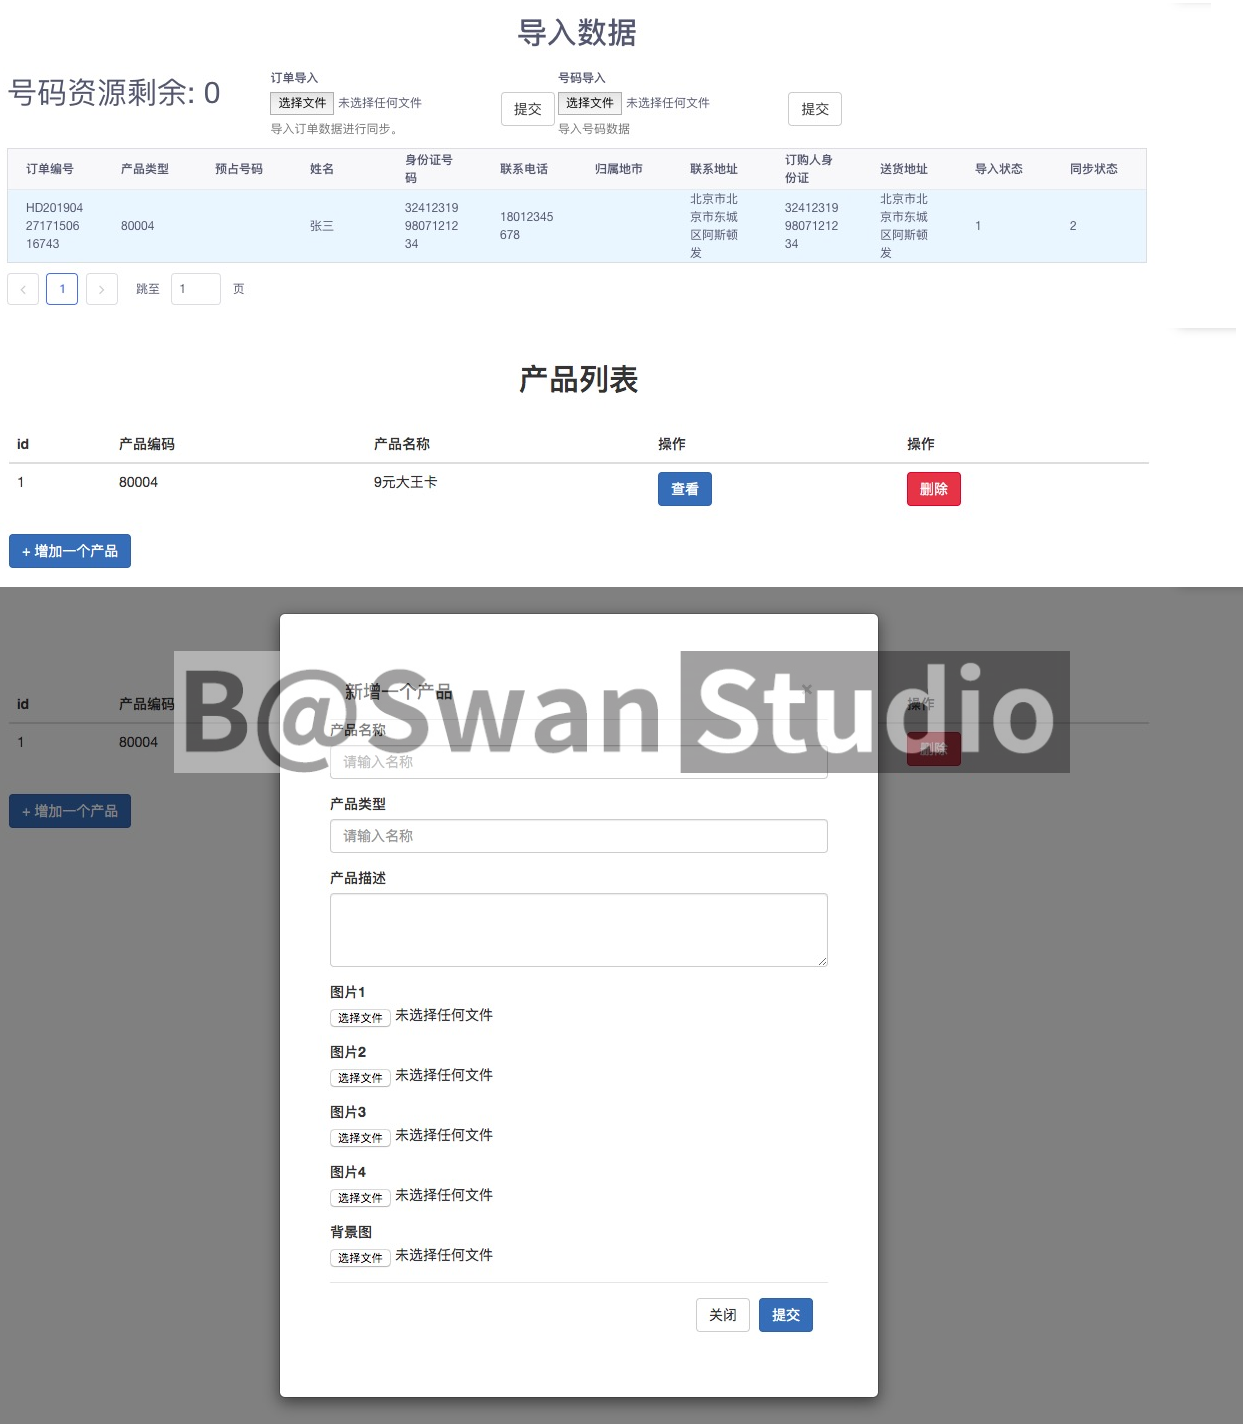 导入数据
号码资源剩余: 0
订单导入
选择文件 未选择任何文件
提交
导入订单数据进行同步。
号码导入
选择文件 未选择任何文件
提交
导入号码数据
订单编号 产品类型 预占号码 姓名 身份证号码 联系电话 归属地市 联系地址 订购人身份证 送货地址 导入状态 同步状态
HD201904
27171506
16743
80004
张三
32412319
98071212
34
18012345
678
北京市北
京市东城
区阿斯顿
发
32412319
98071212
34
北京市北
京市东城
区阿斯顿
发
1
2
< 1 > 跳至 1 页
产品列表
id 产品编码 产品名称 操作 操作
1 80004 9元大王卡 查看 删除
+ 增加一个产品
id 产品编码 操作
1 80004 删除
+ 增加一个产品
B@Swan Studio
新增一个产品 ×
产品名称
请输入名称
产品类型
请输入名称
产品描述
图片1
选择文件 未选择任何文件
图片2
选择文件 未选择任何文件
图片3
选择文件 未选择任何文件
图片4
选择文件 未选择任何文件
背景图
选择文件 未选择任何文件
关闭 提交